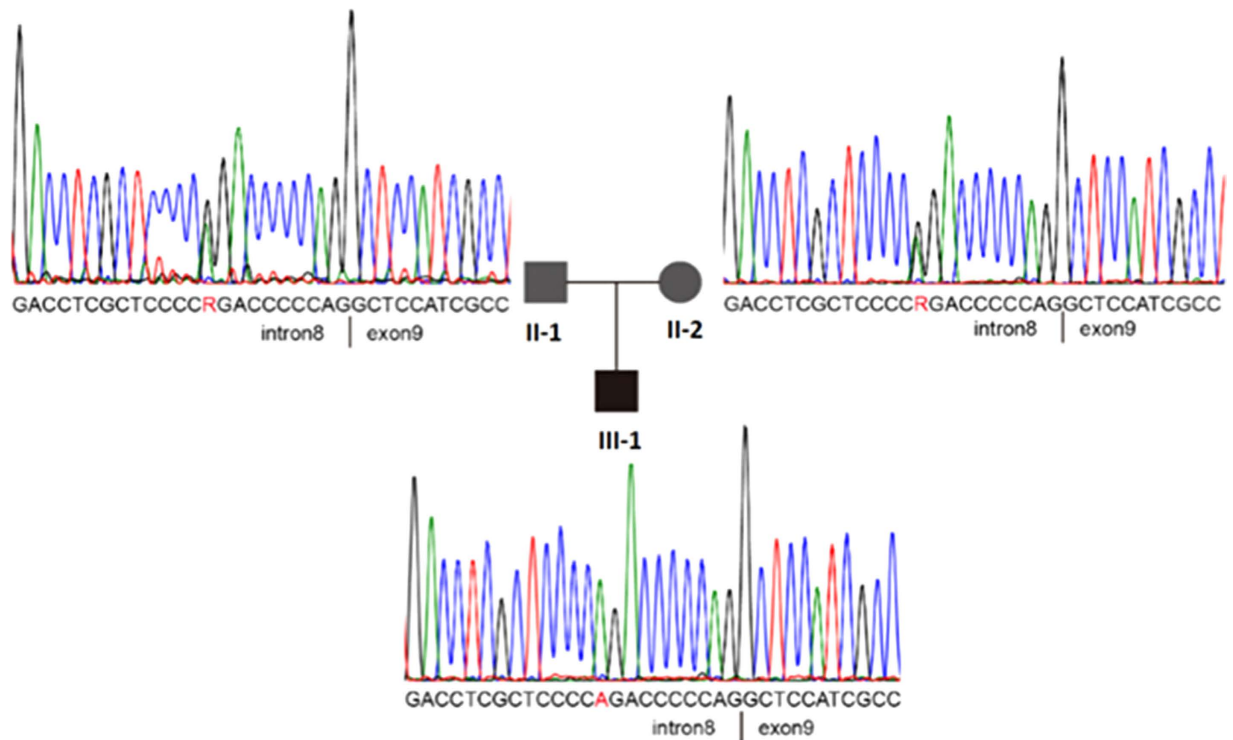 GACCTCGCTCCCCRGACCCCCAGGCTCCATCGCC
intron8 | exon9
II-1
II-2
GACCTCGCTCCCCRGACCCCCAGGCTCCATCGCC
intron8 | exon9
III-1
GACCTCGCTCCCCAGACCCCCAGGCTCCATCGCC
intron8 | exon9